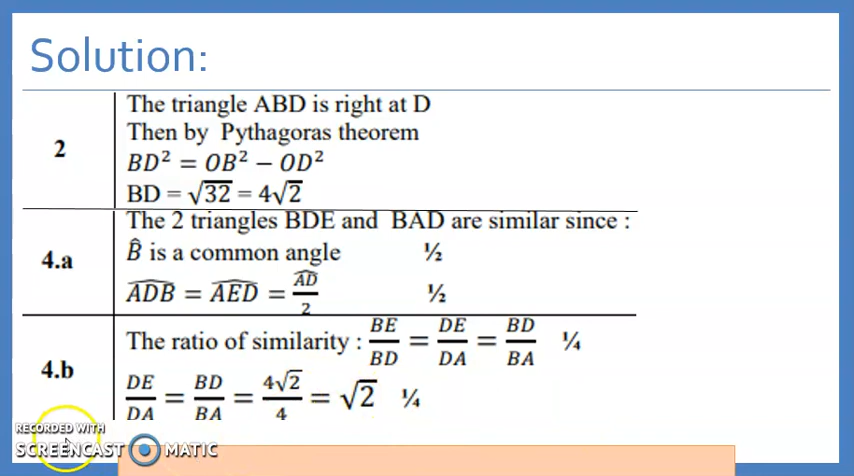 Solution:
2
The triangle ABD is right at D
Then by Pythagoras theorem
BD² = OB² − OD²
BD = √32 = 4√2
4.a
The 2 triangles BDE and BAD are similar since :
B̂ is a common angle ½
ADB = AED = AD/2 ½
4.b
The ratio of similarity : BE/BD = DE/DA = BD/BA ¼
DE/DA = BD/BA = 4√2/4 = √2 ¼
RECORDED WITH
SCREENCAST MATIC